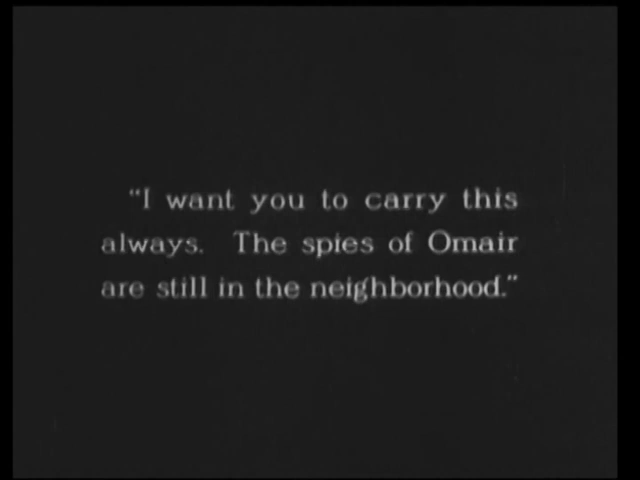 "I want you to carry this
always. The spies of Omair
are still in the neighborhood."